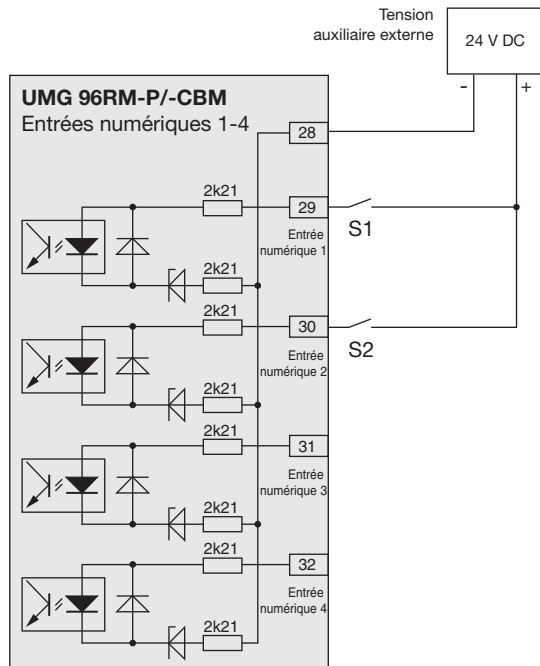 Tension
auxiliaire externe
24 V DC
- +
UMG 96RM-P/-CBM
Entrées numériques 1-4
28
2k21
29
S1
Entrée
numérique 1
2k21
2k21
30
S2
Entrée
numérique 2
2k21
2k21
31
Entrée
numérique 3
2k21
2k21
32
Entrée
numérique 4
2k21